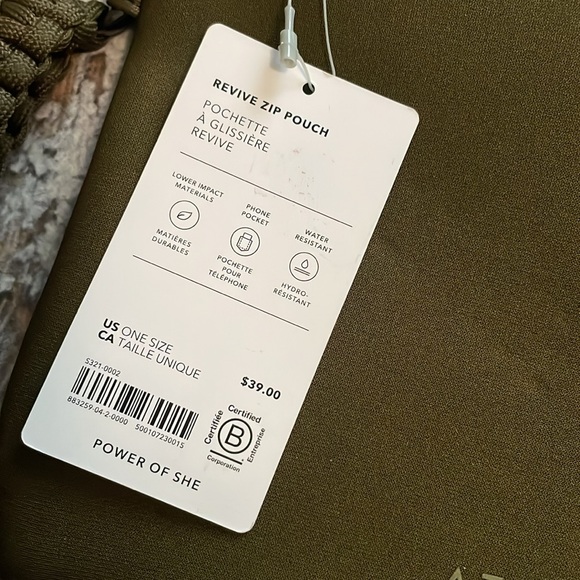 REVIVE ZIP POUCH
POCHETTE
À GLISSIÈRE
REVIVE
LOWER IMPACT
MATERIALS
MATIÈRES
DURABLES
PHONE
POCKET
POCHETTE
POUR
TÉLÉPHONE
WATER
RESISTANT
HYDRO-
RÉSISTANT
US ONE SIZE
CA TAILLE UNIQUE
$39.00
5321-0002
883259-04-2-0000 500107230015
Certified
Certifiée
B
Entreprise
Corporation
POWER OF SHE